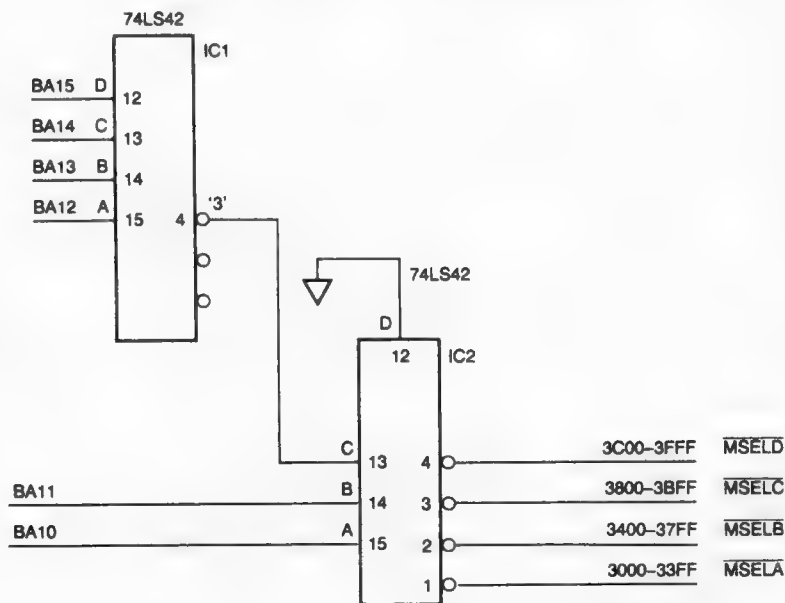 74LS42
IC1
BA15 D 12
BA14 C 13
BA13 B 14
BA12 A 15 4 '3'
74LS42
D
12 IC2
C 13 4 3C00–3FFF MSELD
BA11 B 14 3 3800–3BFF MSELC
BA10 A 15 2 3400–37FF MSELB
1 3000–33FF MSELA